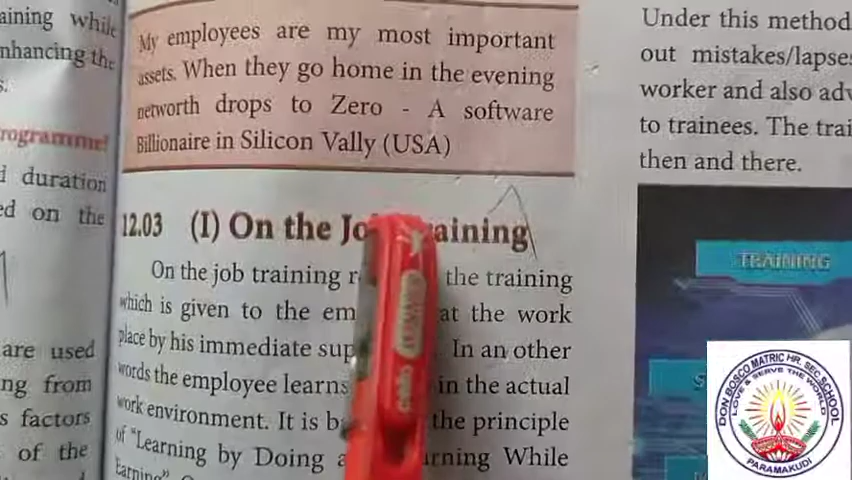 aining while
nhancing the
s.
rogramme
d duration
ed on the
are used
ng from
s factors
of the
My employees are my most important
assets. When they go home in the evening
networth drops to Zero - A software
Billionaire in Silicon Vally (USA)
12.03 (I) On the Jo aining
On the job training r the training
which is given to the em at the work
place by his immediate sup . In an other
words the employee learns in the actual
work environment. It is b the principle
of "Learning by Doing a rning While
Earning"
Under this method
out mistakes/lapses
worker and also adv
to trainees. The trai
then and there.
TRAINING
DON BOSCO MATRIC HR. SEC SCHOOL
LOVE & SERVE THE WORLD
PARAMAKUDI